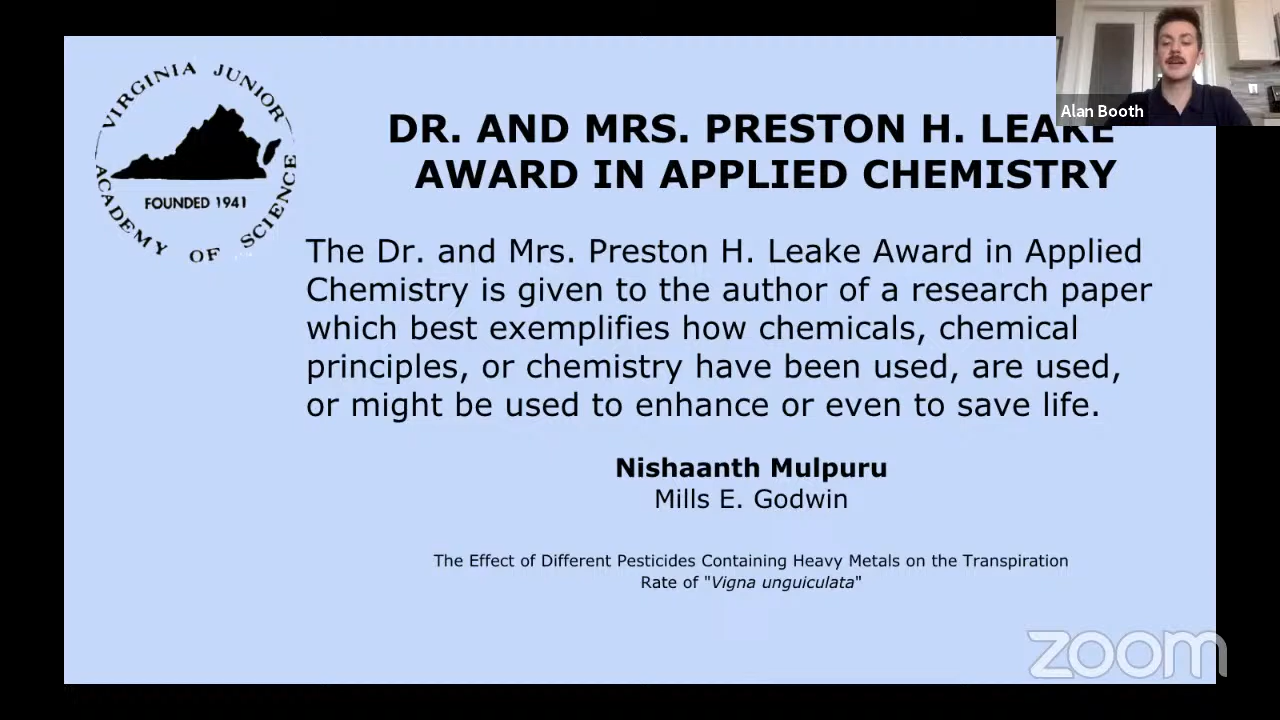 VIRGINIA JUNIOR
ACADEMY OF SCIENCE
FOUNDED 1941
Alan Booth
DR. AND MRS. PRESTON H. LEAKE
AWARD IN APPLIED CHEMISTRY
The Dr. and Mrs. Preston H. Leake Award in Applied
Chemistry is given to the author of a research paper
which best exemplifies how chemicals, chemical
principles, or chemistry have been used, are used,
or might be used to enhance or even to save life.
Nishaanth Mulpuru
Mills E. Godwin
The Effect of Different Pesticides Containing Heavy Metals on the Transpiration
Rate of "Vigna unguiculata"
zoom